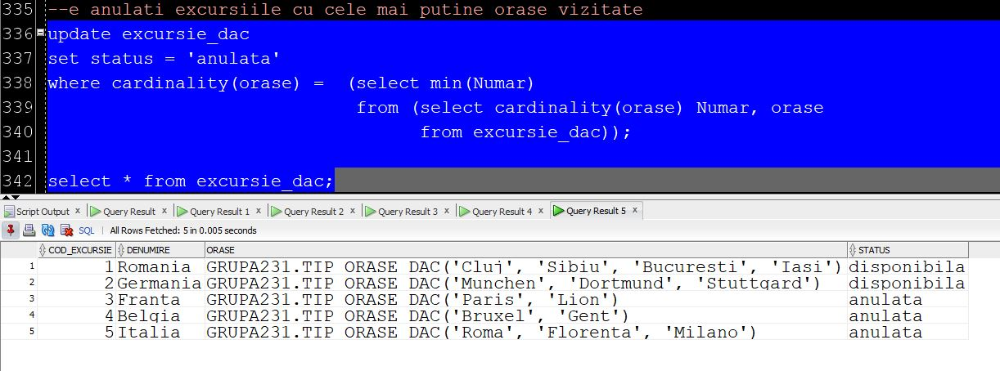 335 --e anulati excursiile cu cele mai putine orase vizitate
336 update excursie_dac
337 set status = 'anulata'
338 where cardinality(orase) = (select min(Numar)
339 from (select cardinality(orase) Numar, orase
340 from excursie_dac));
341
342 select * from excursie_dac;
Script Output x Query Result x Query Result 1 x Query Result 2 x Query Result 3 x Query Result 4 x Query Result 5 x
SQL | All Rows Fetched: 5 in 0.005 seconds
COD_EXCURSIE DENUMIRE ORASE STATUS
1 1 Romania GRUPA231.TIP_ORASE_DAC('Cluj', 'Sibiu', 'Bucuresti', 'Iasi') disponibila
2 2 Germania GRUPA231.TIP_ORASE_DAC('Munchen', 'Dortmund', 'Stuttgard') disponibila
3 3 Franta GRUPA231.TIP_ORASE_DAC('Paris', 'Lion') anulata
4 4 Belgia GRUPA231.TIP_ORASE_DAC('Bruxel', 'Gent') anulata
5 5 Italia GRUPA231.TIP_ORASE_DAC('Roma', 'Florenta', 'Milano') anulata